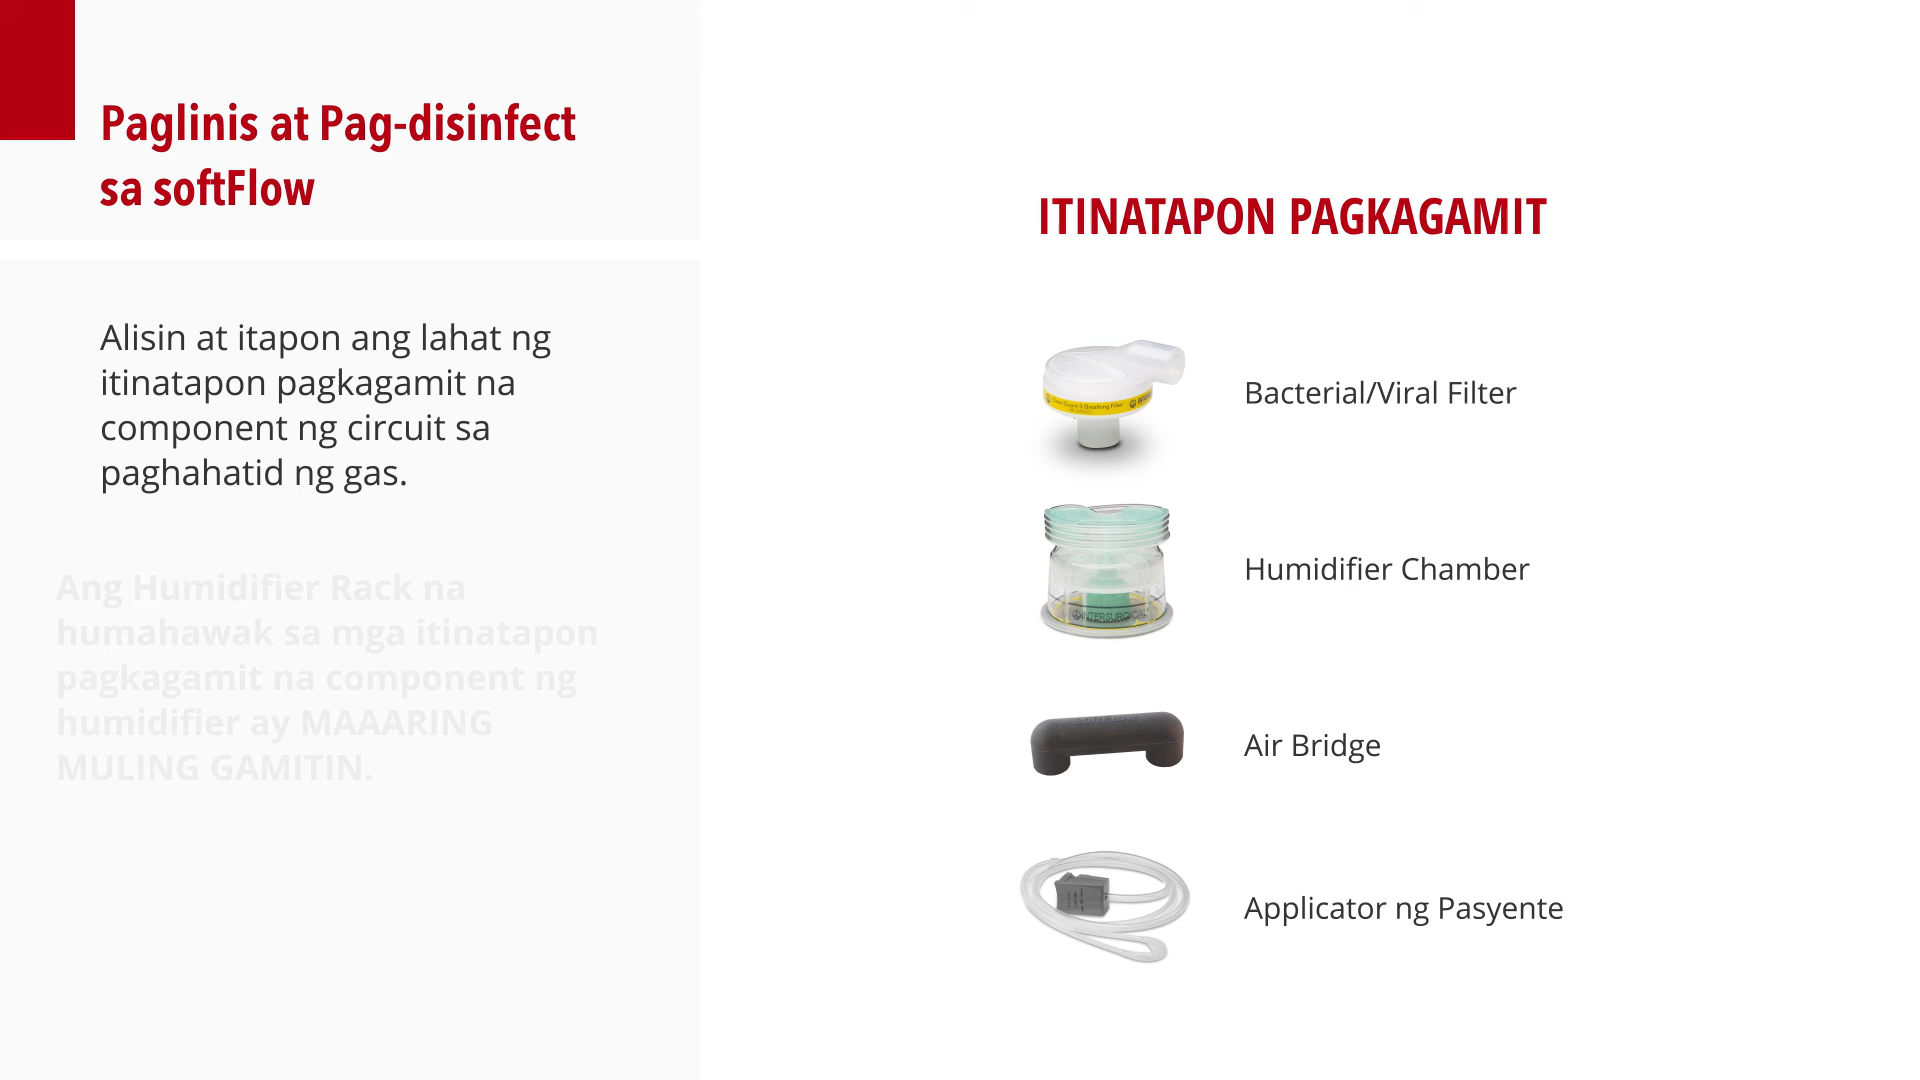 Paglinis at Pag-disinfect
sa softFlow
Alisin at itapon ang lahat ng
itinatapon pagkagamit na
component ng circuit sa
paghahatid ng gas.
Ang Humidifier Rack na
humahawak sa mga itinatapon
pagkagamit na component ng
humidifier ay MAAARING
MULING GAMITIN.
ITINATAPON PAGKAGAMIT
Bacterial/Viral Filter
Humidifier Chamber
INTERSURGICAL
Air Bridge
Applicator ng Pasyente